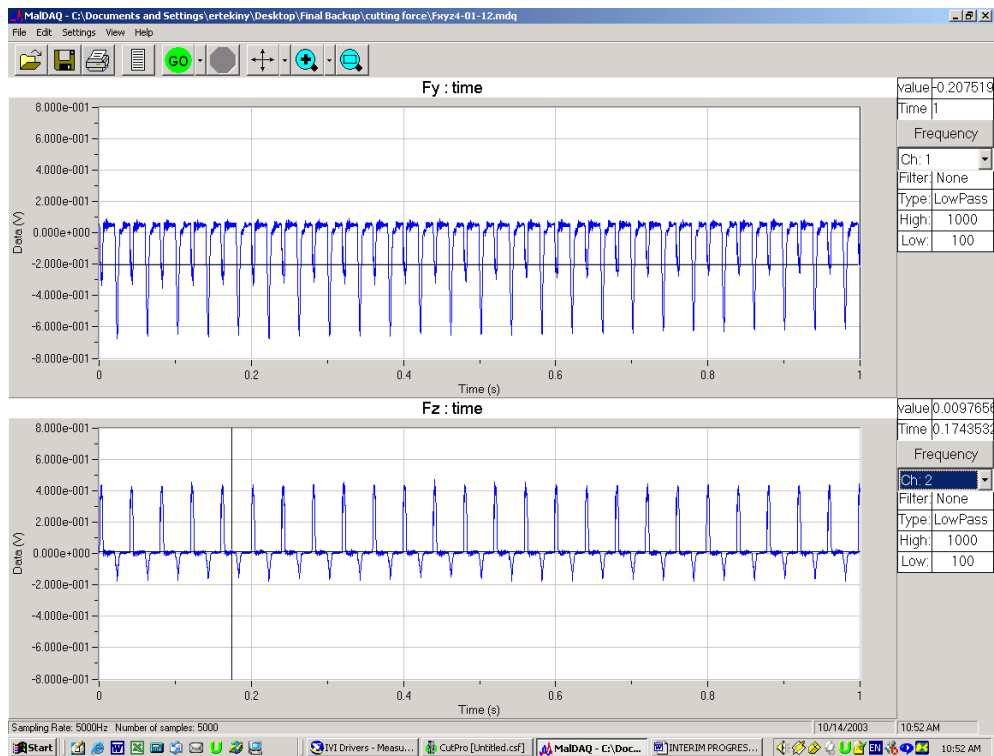 MalDAQ - C:\Documents and Settings\ertekiny\Desktop\Final Backup\cutting force\Fxyz4-01-12.mdq
File Edit Settings View Help
GO
Fy : time
8.000e-001
6.000e-001
4.000e-001
2.000e-001
0.000e+000
-2.000e-001
-4.000e-001
-6.000e-001
-8.000e-001
Data (V)
0 0.2 0.4 0.6 0.8 1
Time (s)
value -0.207519
Time 1
Frequency
Ch: 1
Filter: None
Type: LowPass
High: 1000
Low: 100
Fz : time
8.000e-001
6.000e-001
4.000e-001
2.000e-001
0.000e+000
-2.000e-001
-4.000e-001
-6.000e-001
-8.000e-001
Data (V)
0 0.2 0.4 0.6 0.8 1
Time (s)
value 0.0097656
Time 0.1743532
Frequency
Ch: 2
Filter: None
Type: LowPass
High: 1000
Low: 100
Sampling Rate: 5000Hz Number of samples: 5000 10/14/2003 10:52 AM
Start IVI Drivers - Measu... CutPro [Untitled.csf] MalDAQ - C:\Doc... INTERIM PROGRES... EN 10:52 AM